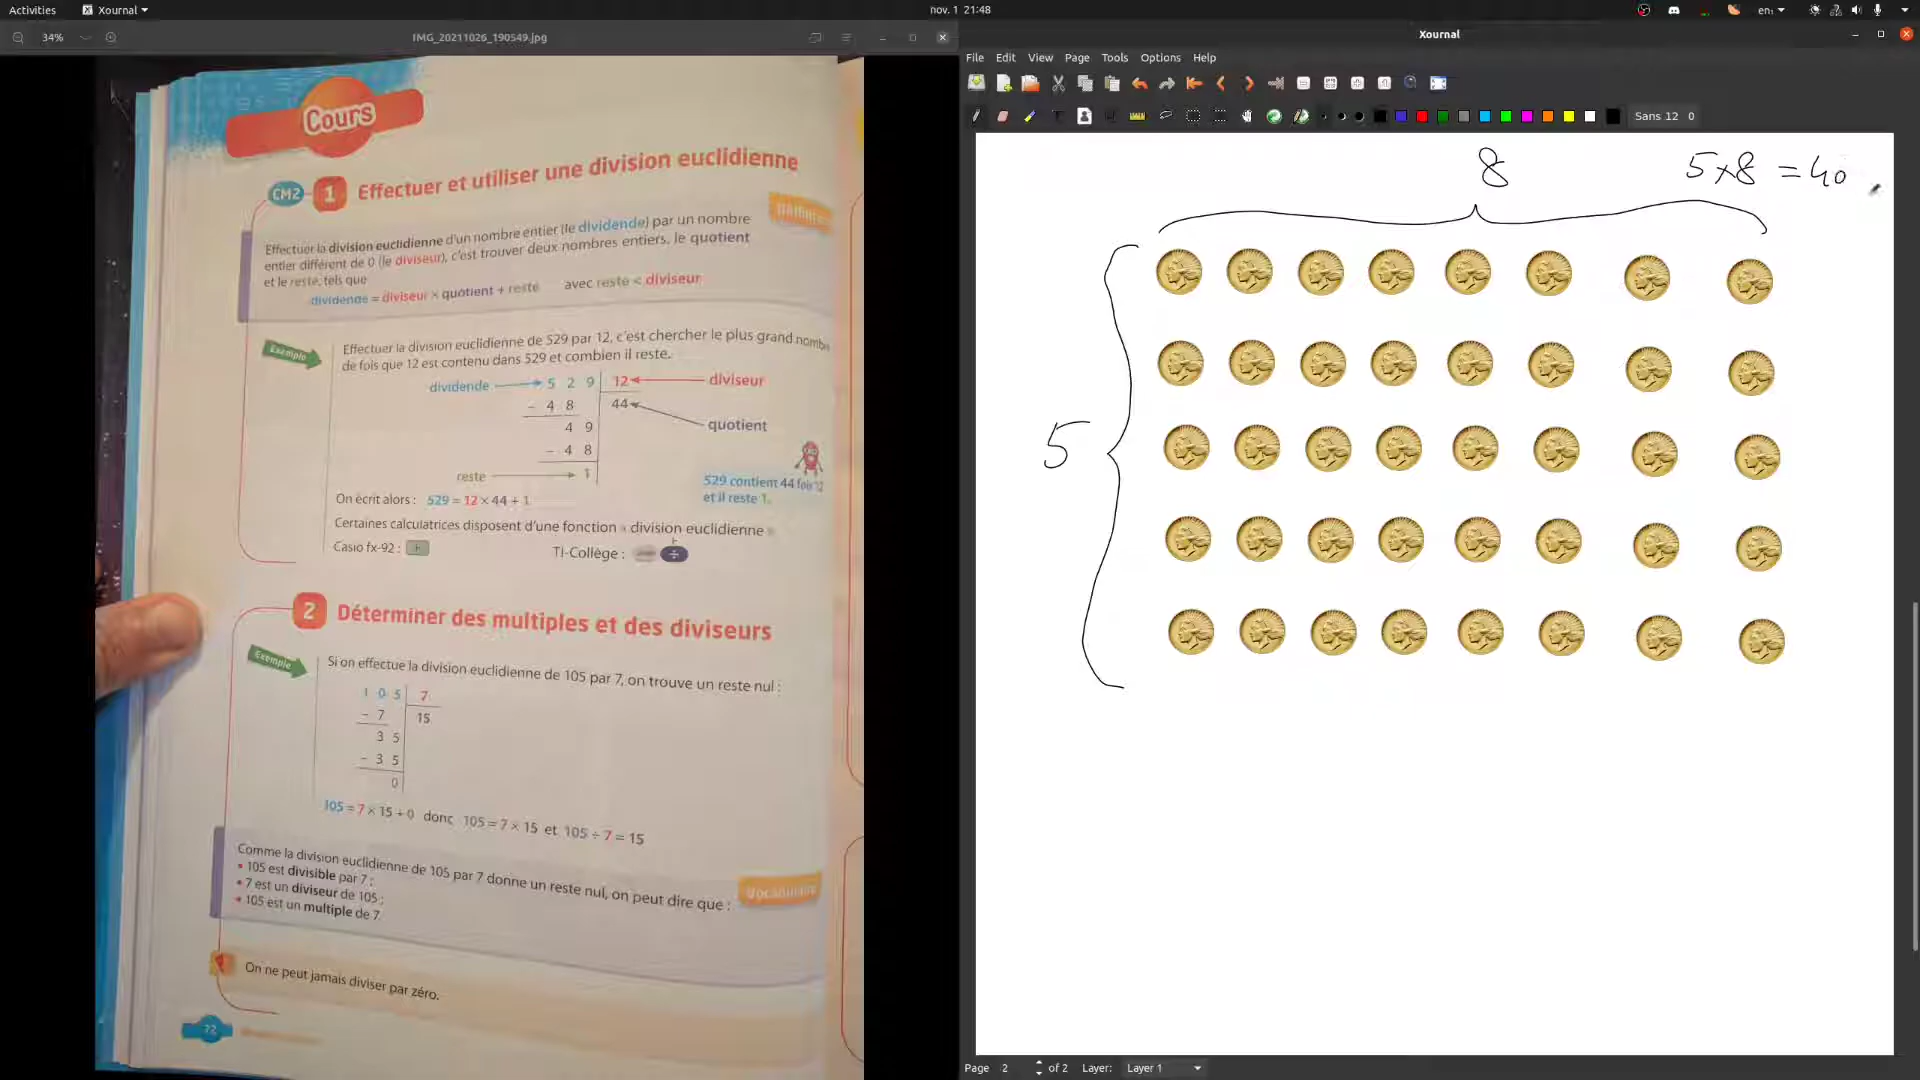 Activities
Xournal
nov. 1 21:48
en₁
34%
IMG_20211026_190549.jpg
Cours
CM2 1 Effectuer et utiliser une division euclidienne
Effectuer la division euclidienne d'un nombre entier (le dividende) par un nombre
entier différent de 0 (le diviseur), c'est trouver deux nombres entiers, le quotient
et le reste, tels que
dividende = diviseur × quotient + reste avec reste < diviseur
Exemple
Effectuer la division euclidienne de 529 par 12, c'est chercher le plus grand nombre
de fois que 12 est contenu dans 529 et combien il reste.
dividende 5 2 9 12 diviseur
- 4 8 44
4 9 quotient
- 4 8
reste 1
529 contient 44 fois 12
et il reste 1.
On écrit alors : 529 = 12 × 44 + 1
Certaines calculatrices disposent d'une fonction « division euclidienne »
Casio fx-92 : TI-Collège : ÷
2 Déterminer des multiples et des diviseurs
Exemple
Si on effectue la division euclidienne de 105 par 7, on trouve un reste nul :
1 0 5 7
- 7 15
3 5
- 3 5
0
105 = 7 × 15 + 0 donc 105 = 7 × 15 et 105 ÷ 7 = 15
Comme la division euclidienne de 105 par 7 donne un reste nul, on peut dire que :
• 105 est divisible par 7 ;
• 7 est un diviseur de 105 ;
• 105 est un multiple de 7.
Vocabulaire
On ne peut jamais diviser par zéro.
22
Xournal
File Edit View Page Tools Options Help
Sans 12 0
8
5×8 = 40
5
Page 2 of 2 Layer: Layer 1